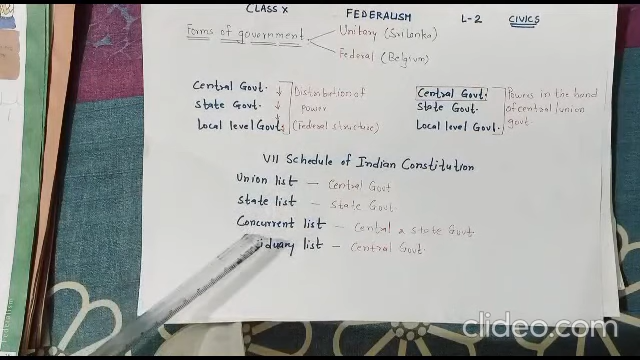 CLASS X FEDERALISM L-2 CIVICS
Forms of government
Unitary (Sri Lanka)
Federal (Belgium)
Central Govt.
State Govt.
Local level Govt.
Distribution of
power
(Federal structure)
Central Govt.
State Govt.
Local level Govt.
Powers in the hand
of central/union
govt.
VII Schedule of Indian Constitution
Union list - Central Govt
State list - State Govt
Concurrent list - Central & State Govt
list - Central Govt.
clideo.com